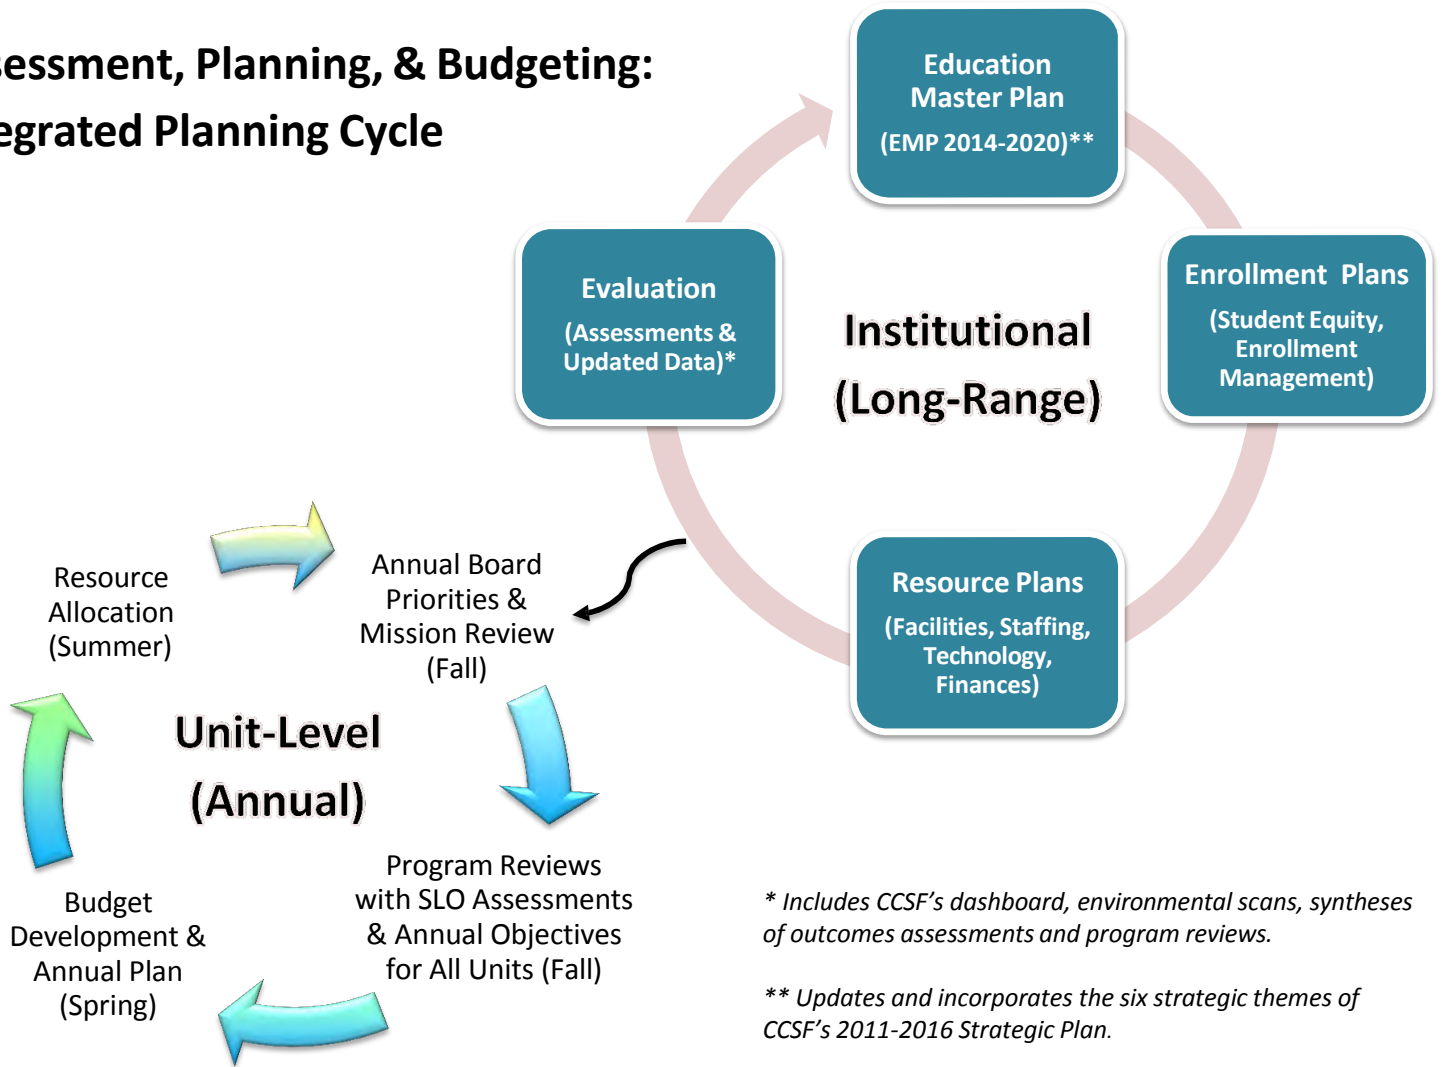 sessment, Planning, & Budgeting:
egrated Planning Cycle
Education
Master Plan
(EMP 2014-2020)**
Enrollment Plans
(Student Equity,
Enrollment
Management)
Evaluation
(Assessments &
Updated Data)*
Institutional
(Long-Range)
Resource Plans
(Facilities, Staffing,
Technology,
Finances)
Annual Board
Priorities &
Mission Review
(Fall)
Resource
Allocation
(Summer)
Unit-Level
(Annual)
Program Reviews
with SLO Assessments
& Annual Objectives
for All Units (Fall)
Budget
Development &
Annual Plan
(Spring)
* Includes CCSF’s dashboard, environmental scans, syntheses
of outcomes assessments and program reviews.
** Updates and incorporates the six strategic themes of
CCSF’s 2011-2016 Strategic Plan.